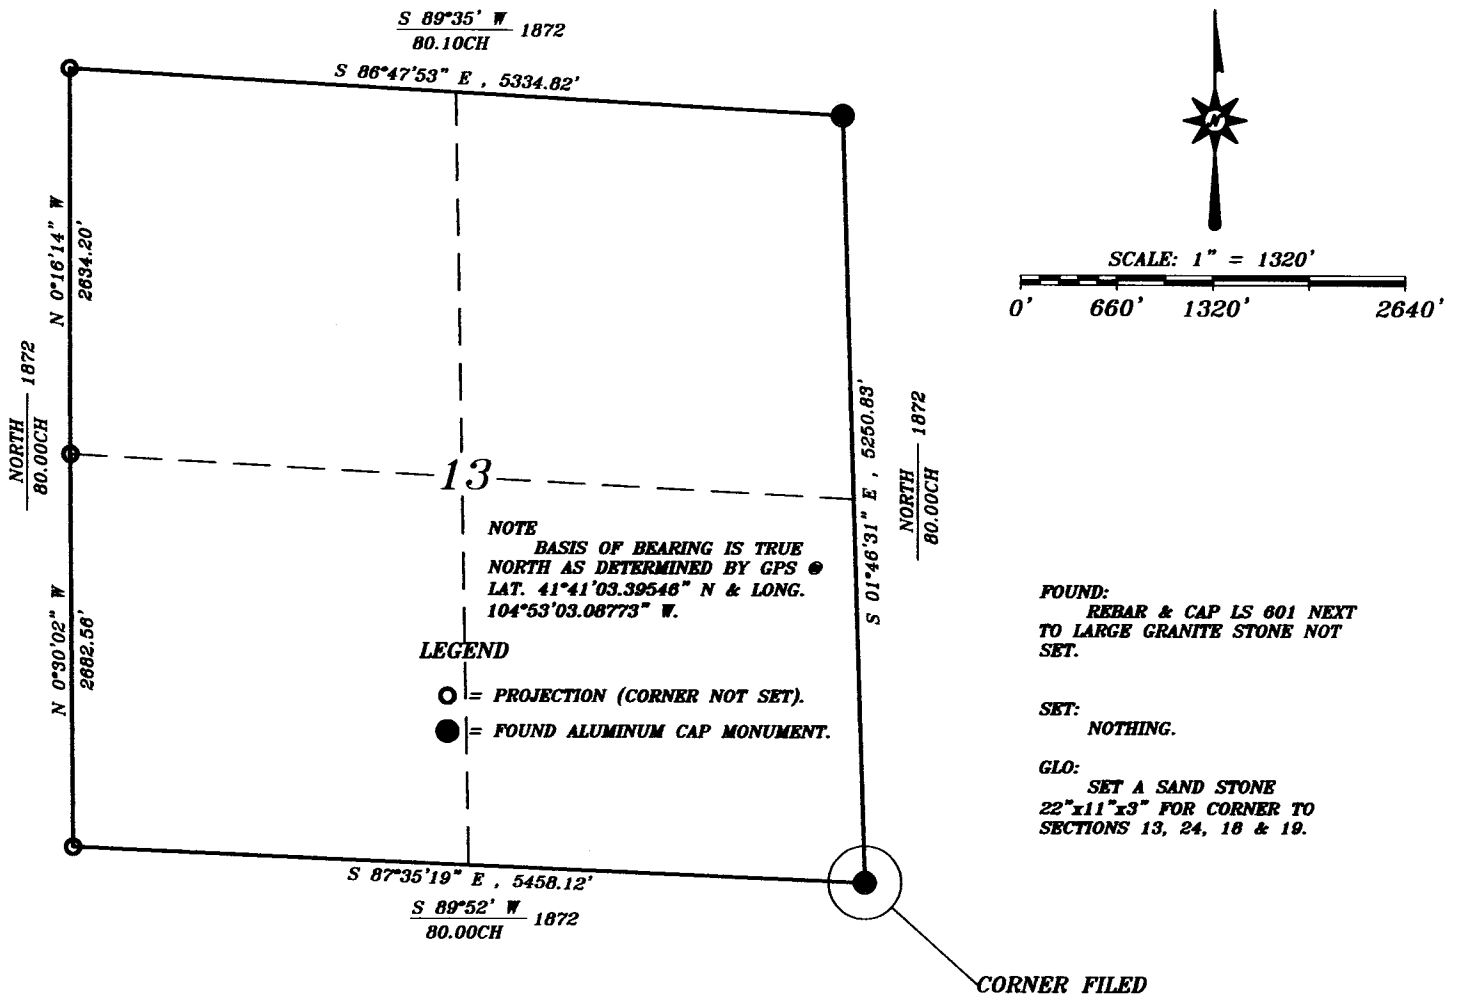 S 89°35' W
80.10CH
1872
S 86°47'53" E , 5334.82'
N
SCALE: 1" = 1320'
0' 660' 1320' 2640'
N 0°16'14" W
2634.20'
NORTH
80.00CH
1872
S 01°46'31" E , 5250.83'
NORTH
80.00CH
1872
13
NOTE
BASIS OF BEARING IS TRUE
NORTH AS DETERMINED BY GPS @
LAT. 41°41'03.39546" N & LONG.
104°53'03.08773" W.
LEGEND
= PROJECTION (CORNER NOT SET).
= FOUND ALUMINUM CAP MONUMENT.
N 0°30'02" W
2682.56'
FOUND:
REBAR & CAP LS 601 NEXT
TO LARGE GRANITE STONE NOT
SET.
SET:
NOTHING.
GLO:
SET A SAND STONE
22"x11"x3" FOR CORNER TO
SECTIONS 13, 24, 18 & 19.
S 87°35'19" E , 5458.12'
S 89°52' W
80.00CH
1872
CORNER FILED